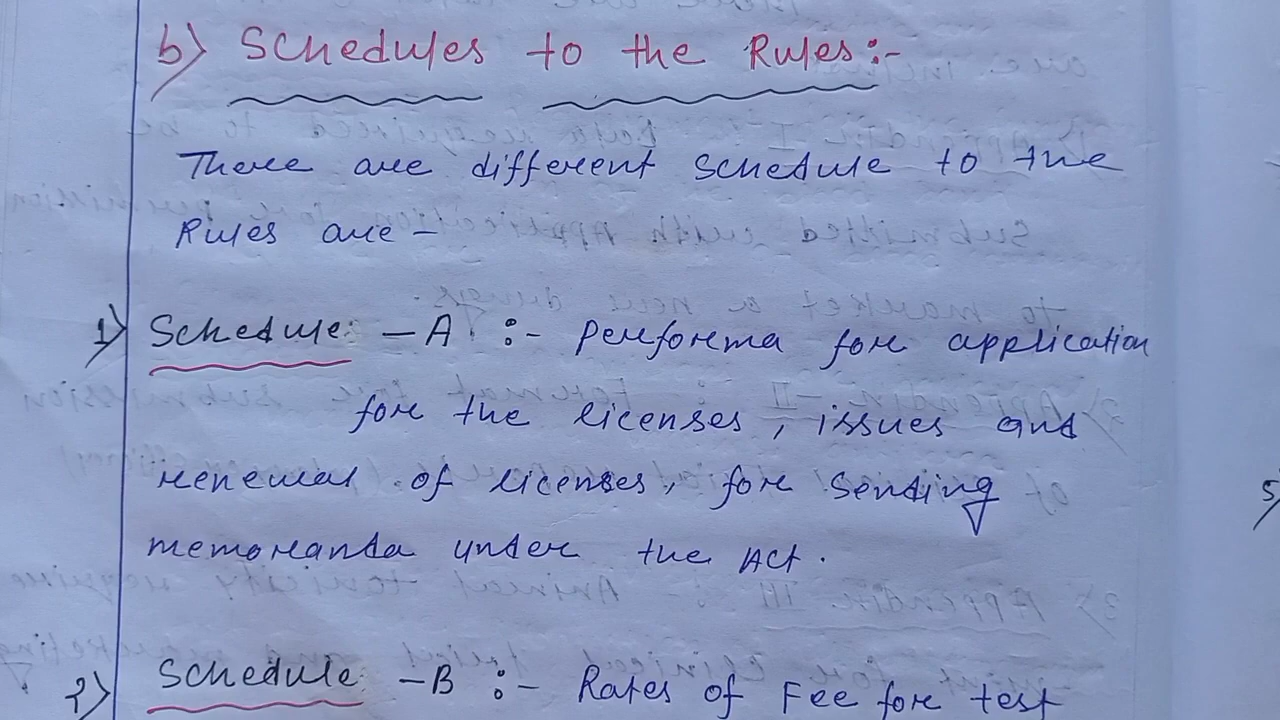 b) Schedules to the Rules:-
There are different schedule to the
Rules are -
1) Schedule - A :- Performa for application
for the licenses, issues and
renewal of licenses, for sending
memoranda under the Act.
2) Schedule - B :- Rates of Fee for test
5)